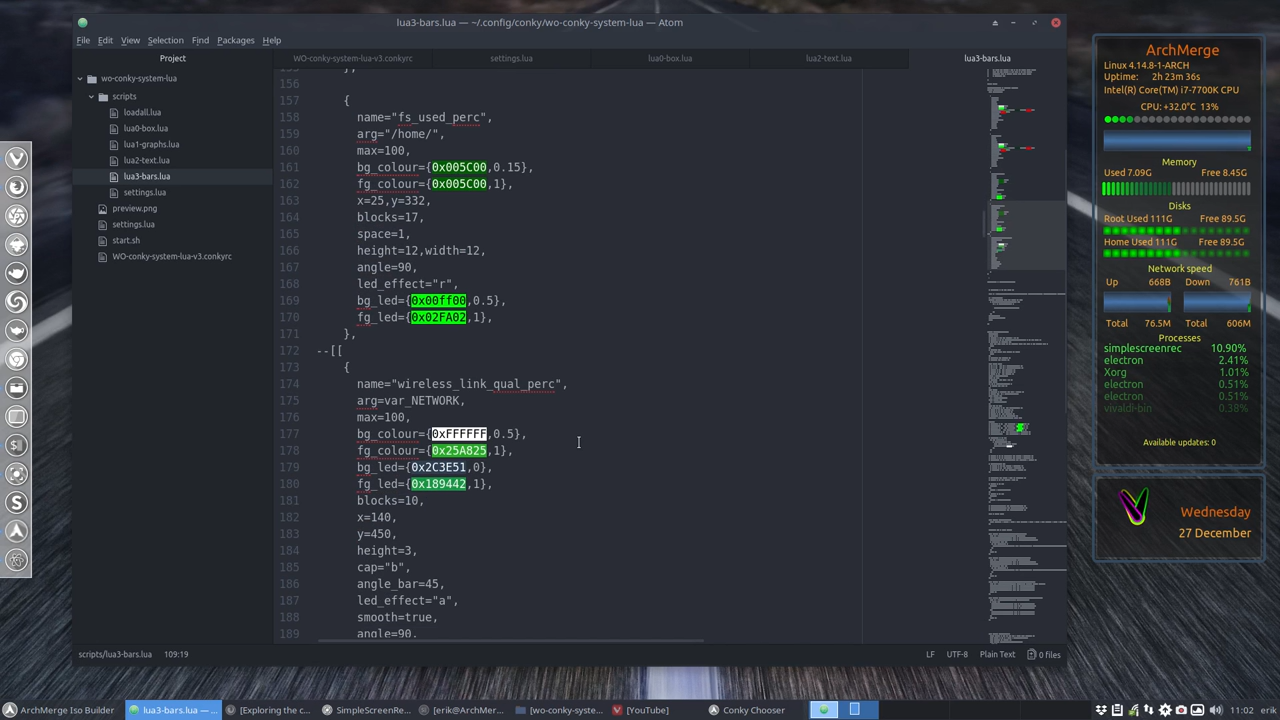 lua3-bars.lua — ~/.config/conky/wo-conky-system-lua — Atom
File Edit View Selection Find Packages Help
Project
wo-conky-system-lua
scripts
loadall.lua
lua0-box.lua
lua1-graphs.lua
lua2-text.lua
lua3-bars.lua
settings.lua
preview.png
settings.lua
start.sh
WO-conky-system-lua-v3.conkyrc
WO-conky-system-lua-v3.conkyrc settings.lua lua0-box.lua lua2-text.lua lua3-bars.lua
155 },
156
157 {
158 name="fs_used_perc",
159 arg="/home/",
160 max=100,
161 bg_colour={0x005C00,0.15},
162 fg_colour={0x005C00,1},
163 x=25,y=332,
164 blocks=17,
165 space=1,
166 height=12,width=12,
167 angle=90,
168 led_effect="r",
169 bg_led={0x00ff00,0.5},
170 fg_led={0x02FA02,1},
171 },
172 --[[
173 {
174 name="wireless_link_qual_perc",
175 arg=var_NETWORK,
176 max=100,
177 bg_colour={0xFFFFFF,0.5},
178 fg_colour={0x25A825,1},
179 bg_led={0x2C3E51,0},
180 fg_led={0x189442,1},
181 blocks=10,
182 x=140,
183 y=450,
184 height=3,
185 cap="b",
186 angle_bar=45,
187 led_effect="a",
188 smooth=true,
189 angle=90,
scripts/lua3-bars.lua 109:19 LF UTF-8 Plain Text 0 files
ArchMerge
Linux 4.14.8-1-ARCH
Uptime: 2h 23m 36s
Intel(R) Core(TM) i7-7700K CPU
CPU: +32.0°C 13%
Memory
Used 7.09G Free 8.45G
Disks
Root Used 111G Free 89.5G
Home Used 111G Free 89.5G
Network speed
Up 668B Down 761B
Total 76.5M Total 606M
Processes
simplescreenrec 10.90%
electron 2.41%
Xorg 1.01%
electron 0.51%
electron 0.51%
vivaldi-bin 0.38%
Available updates: 0
Wednesday
27 December
ArchMerge Iso Builder lua3-bars.lua — ... [Exploring the c... SimpleScreenRe... [erik@ArchMer... [wo-conky-syste... [YouTube] Conky Chooser 11:02 erik